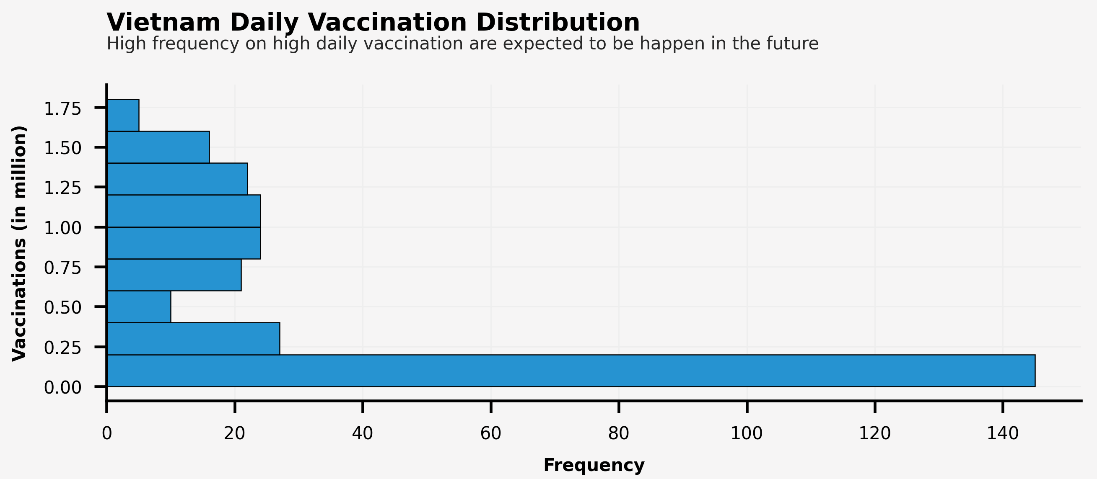 Vietnam Daily Vaccination Distribution
High frequency on high daily vaccination are expected to be happen in the future
Vaccinations (in million)
1.75
1.50
1.25
1.00
0.75
0.50
0.25
0.00
0 20 40 60 80 100 120 140
Frequency